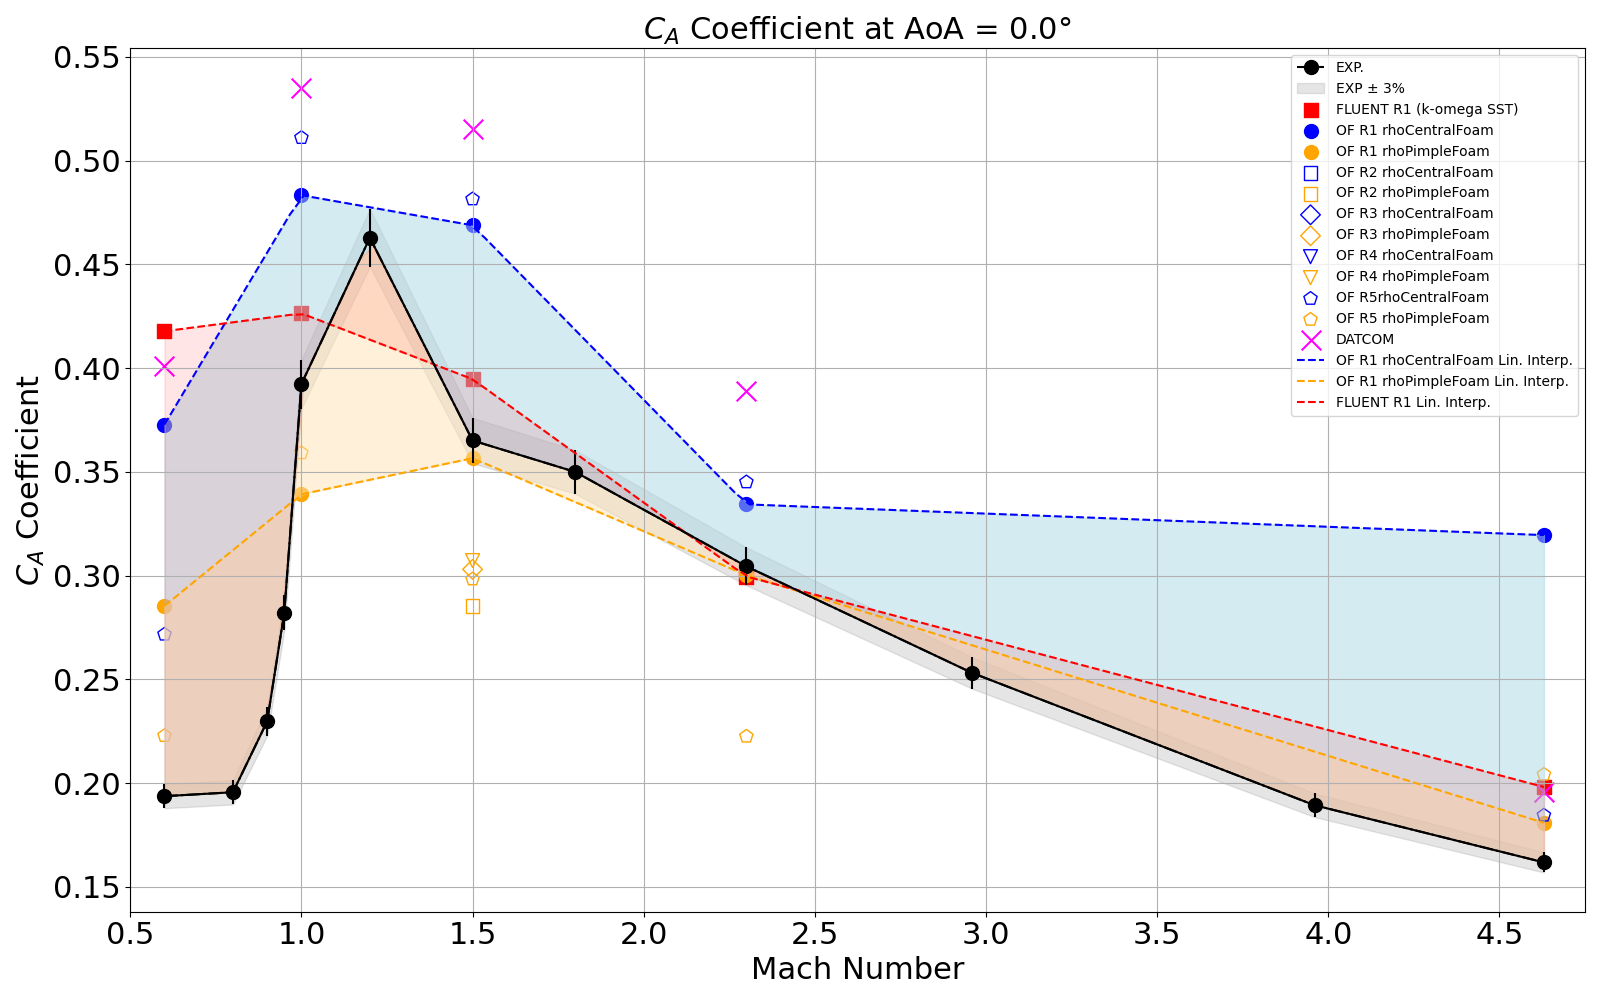 C_A Coefficient at AoA = 0.0°
C_A Coefficient
0.55
0.50
0.45
0.40
0.35
0.30
0.25
0.20
0.15
EXP.
EXP ± 3%
FLUENT R1 (k-omega SST)
OF R1 rhoCentralFoam
OF R1 rhoPimpleFoam
OF R2 rhoCentralFoam
OF R2 rhoPimpleFoam
OF R3 rhoCentralFoam
OF R3 rhoPimpleFoam
OF R4 rhoCentralFoam
OF R4 rhoPimpleFoam
OF R5rhoCentralFoam
OF R5 rhoPimpleFoam
DATCOM
OF R1 rhoCentralFoam Lin. Interp.
OF R1 rhoPimpleFoam Lin. Interp.
FLUENT R1 Lin. Interp.
0.5 1.0 1.5 2.0 2.5 3.0 3.5 4.0 4.5
Mach Number